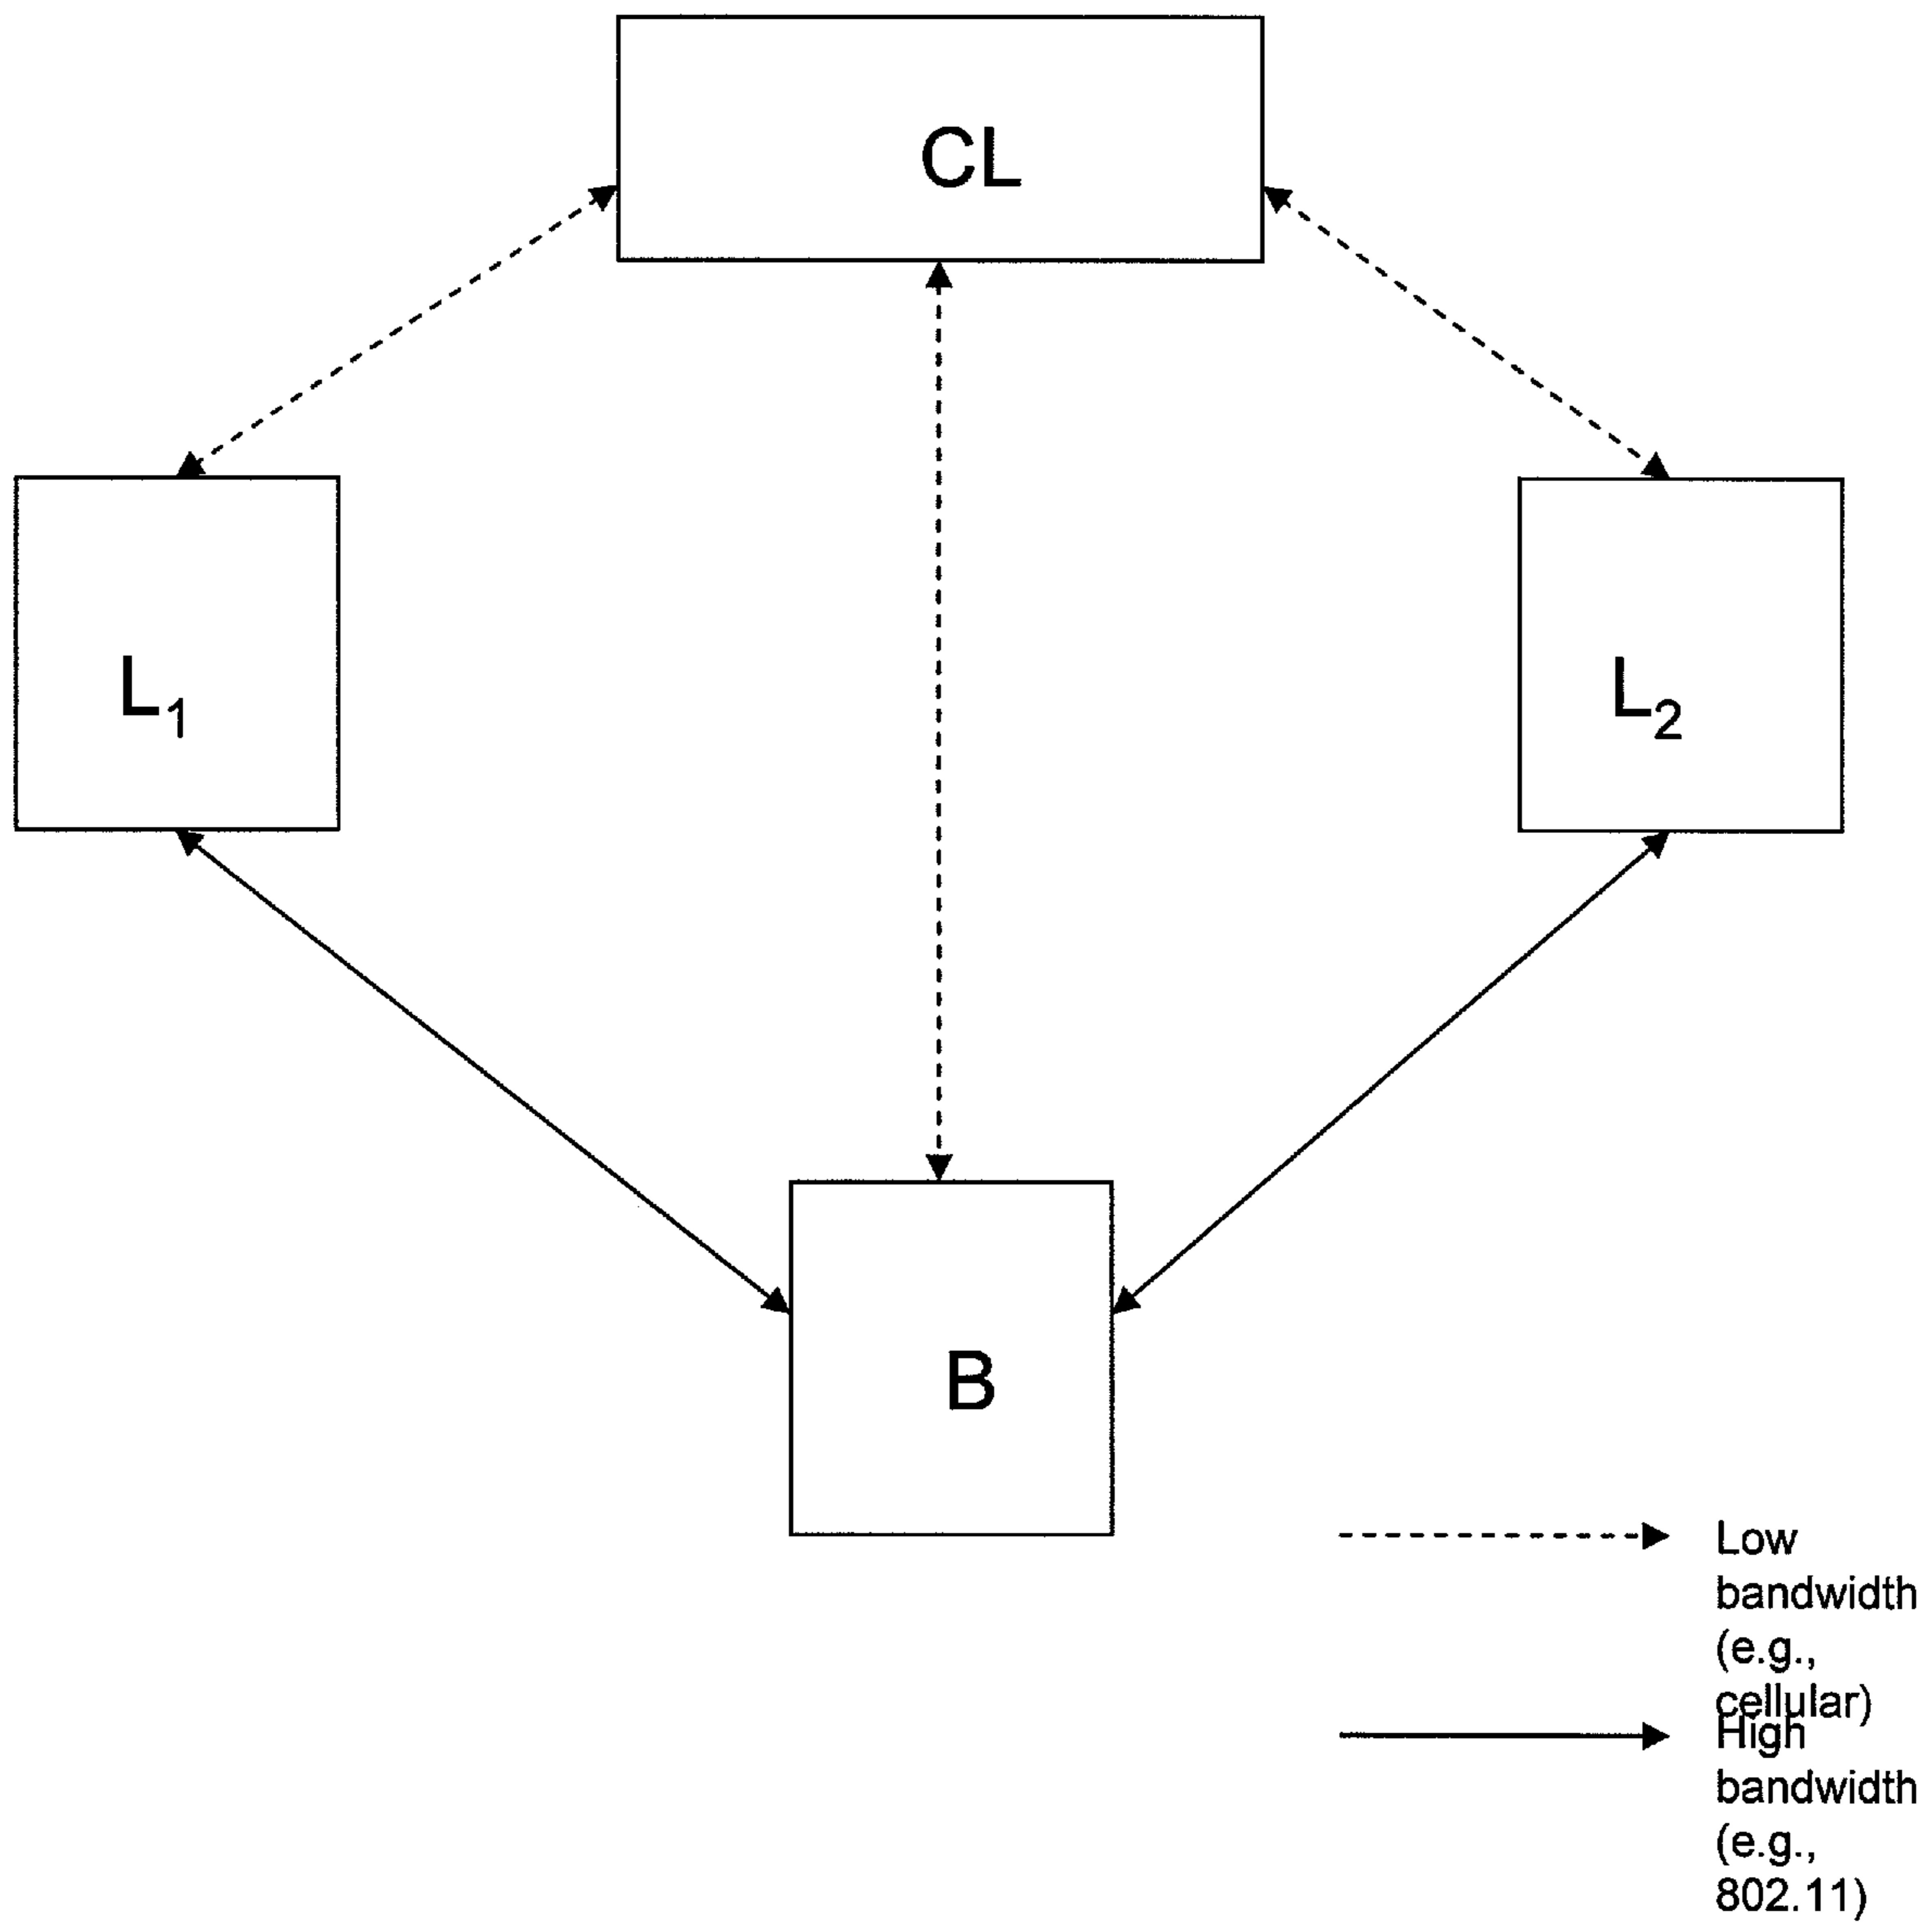 CL
L1
L2
B
Low
bandwidth
(e.g.,
cellular)
High
bandwidth
(e.g.,
802.11)